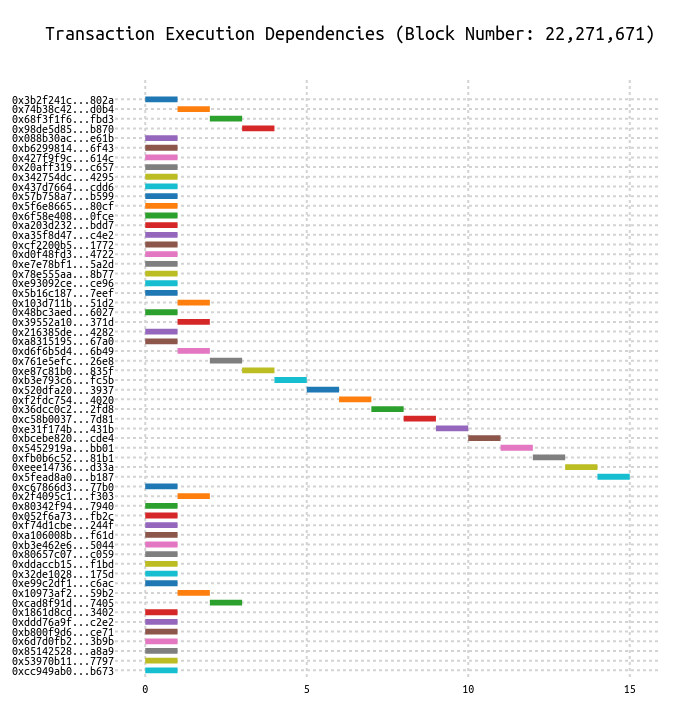 Transaction Execution Dependencies (Block Number: 22,271,671)
0x3b2f241c...802a
0x74b38c42...d0b4
0x68f3f1f6...fbd3
0x98de5d85...b870
0x088b30ac...e61b
0xb6299814...6f43
0x427f9f9c...614c
0x20aff319...c657
0x342754dc...4295
0x437d7664...cdd6
0x57b758a7...b599
0x5f6e8665...80cf
0x6f58e408...0fce
0xa203d232...bdd7
0xa35f8d47...c4e2
0xcf2200b5...1772
0xd0f48fd3...4722
0xe7e78bf1...5a2d
0x78e555aa...8b77
0xe93092ce...ce96
0x5b16c187...7eef
0x103d711b...51d2
0x48bc3aed...6027
0x39552a10...371d
0x216385de...4282
0xa8315195...67a0
0xd6f6b5d4...6b49
0x761e5efc...26e8
0xe87c81b0...835f
0xb3e793c6...fc5b
0x520dfa20...3937
0xf2fdc754...4020
0x36dcc0c2...2fd8
0xc58b0037...7d81
0xe31f174b...431b
0xbcebe820...cde4
0x5452919a...bb01
0xfb0b6c52...81b1
0xeee14736...d33a
0x5fead8a0...b187
0xc67866d3...77b0
0x2f4095c1...f303
0x80342f94...7940
0x052f6a73...fb2c
0xf74d1cbe...244f
0xa106008b...f61d
0xb3e462e6...5044
0x80657c07...c059
0xddaccb15...f1bd
0x32de1028...175d
0xe99c2df1...c6ac
0x10973af2...59b2
0xcad8f91d...7405
0x1861d8cd...3402
0xddd76a9f...c2e2
0xb800f9d6...ce71
0x6d7d0fb2...3b9b
0x85142528...a8a9
0x53970b11...7797
0xcc949ab0...b673
0 5 10 15